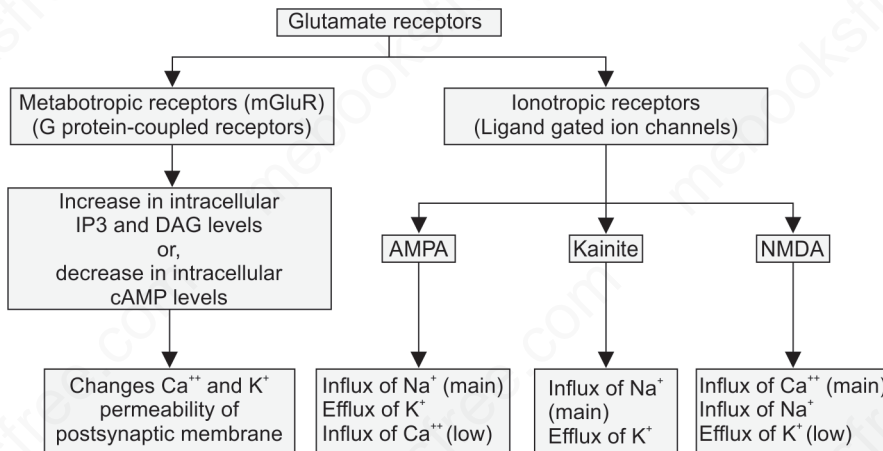 Glutamate receptors
Metabotropic receptors (mGluR)
(G protein-coupled receptors)
Ionotropic receptors
(Ligand gated ion channels)
Increase in intracellular
IP3 and DAG levels
or,
decrease in intracellular
cAMP levels
AMPA
Kainite
NMDA
Changes Ca⁺⁺ and K⁺
permeability of
postsynaptic membrane
Influx of Na⁺ (main)
Efflux of K⁺
Influx of Ca⁺⁺ (low)
Influx of Na⁺
(main)
Efflux of K⁺
Influx of Ca⁺⁺ (main)
Influx of Na⁺
Efflux of K⁺ (low)